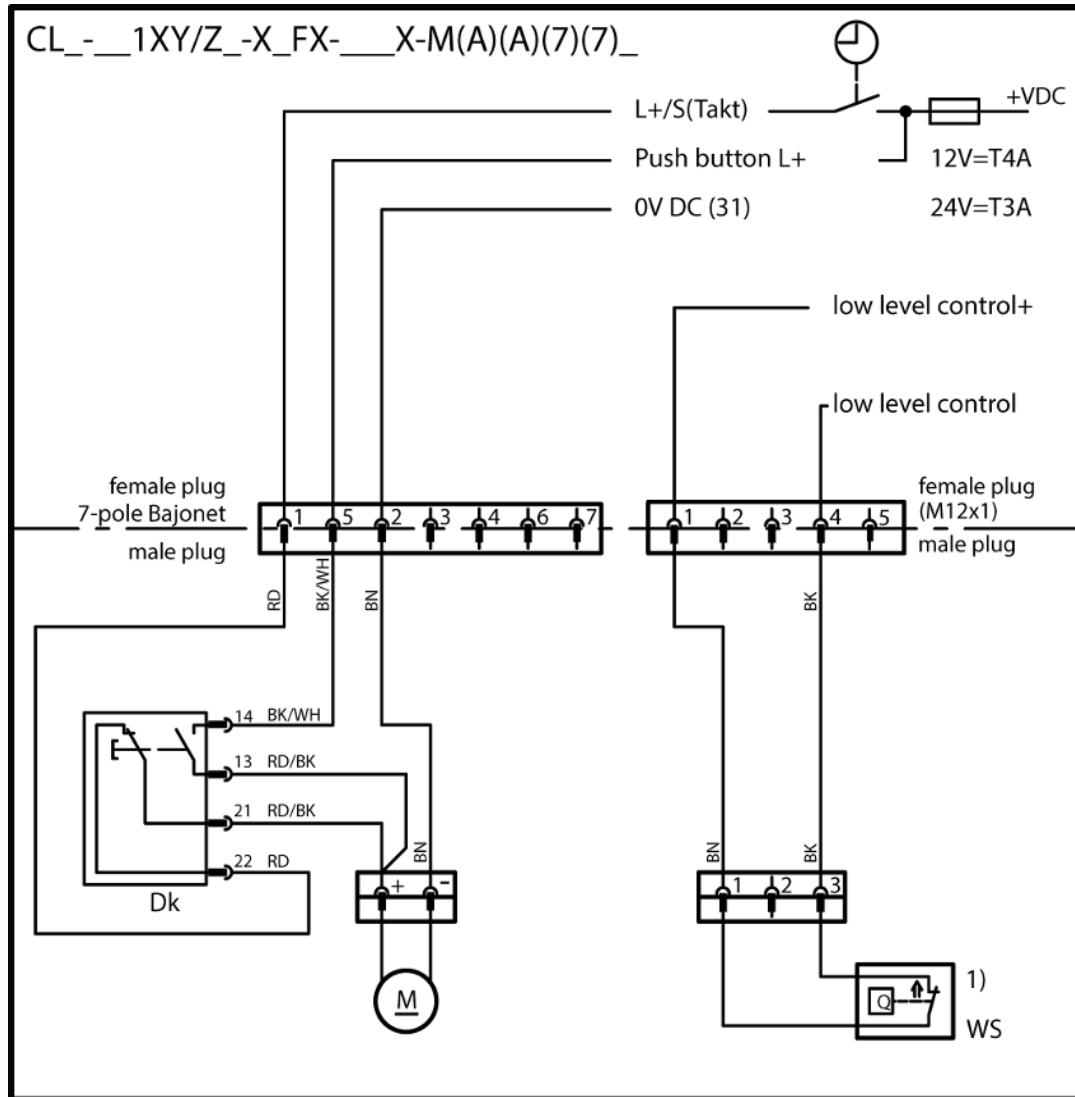 CL_-__1XY/Z_-X_FX-___X-M(A)(A)(7)(7)_
L+/S(Takt)
+VDC
Push button L+
12V=T4A
0V DC (31)
24V=T3A
low level control+
low level control
female plug
7-pole Bajonet
male plug
1 5 2 3 4 6 7
1 2 3 4 5
female plug
(M12x1)
male plug
RD
BK/WH
BN
BK
14 BK/WH
13 RD/BK
21 RD/BK
22 RD
Dk
BN
+ -
M
BN
BK
1 2 3
Q
1)
WS